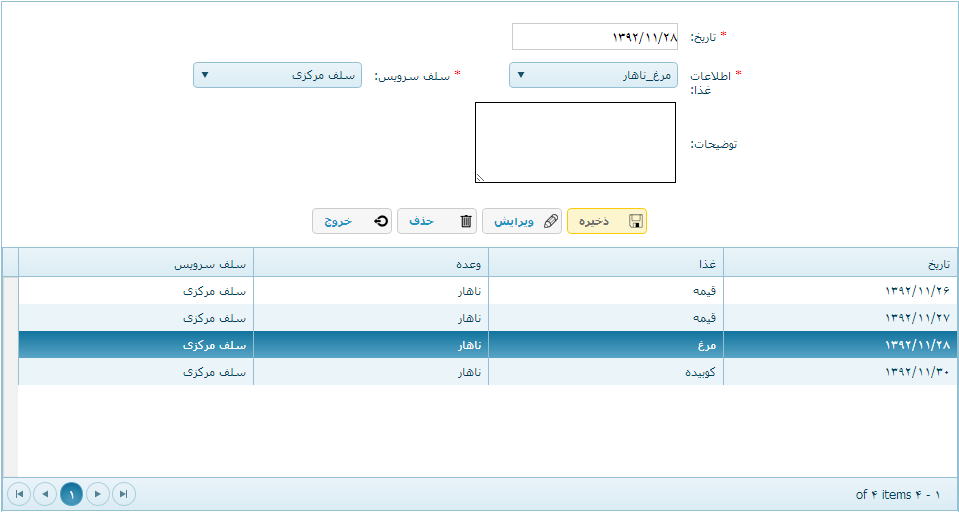 * تاریخ: ۱۳۹۲/۱۱/۲۸
* اطلاعات غذا: مرغ_ناهار * سلف سرویس: سلف مرکزی
توضیحات:
ذخیره ویرایش حذف خروج
تاریخ غذا وعده سلف سرویس
۱۳۹۲/۱۱/۲۶ قیمه ناهار سلف مرکزی
۱۳۹۲/۱۱/۲۷ قیمه ناهار سلف مرکزی
۱۳۹۲/۱۱/۲۸ مرغ ناهار سلف مرکزی
۱۳۹۲/۱۱/۳۰ کوبیده ناهار سلف مرکزی
۱ - ۴ of ۴ items ۱